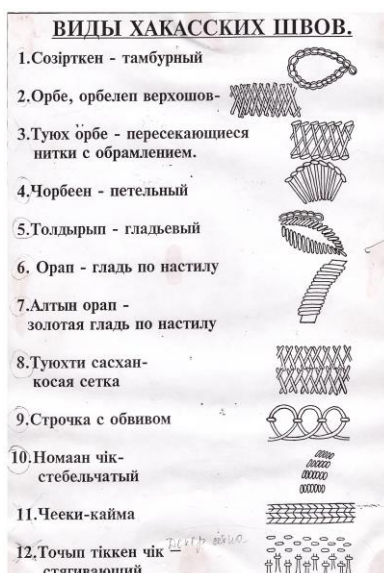 ВИДЫ ХАКАССКИХ ШВОВ.
1.Созірткен - тамбурный
2.Орбе, орбелеп верхошов-
3.Туюх орбе - пересекающиеся
нитки с обрамлением.
4.Чорбеен - петельный
5.Толдырып - гладьевый
6. Орап - гладь по настилу
7.Алтын орап -
золотая гладь по настилу
8.Туюхти сасхан-
косая сетка
9.Строчка с обвивом
10.Номаан чік-
стебельчатый
11.Чееки-кайма
12.Точып тіккен чік –
стягивающий